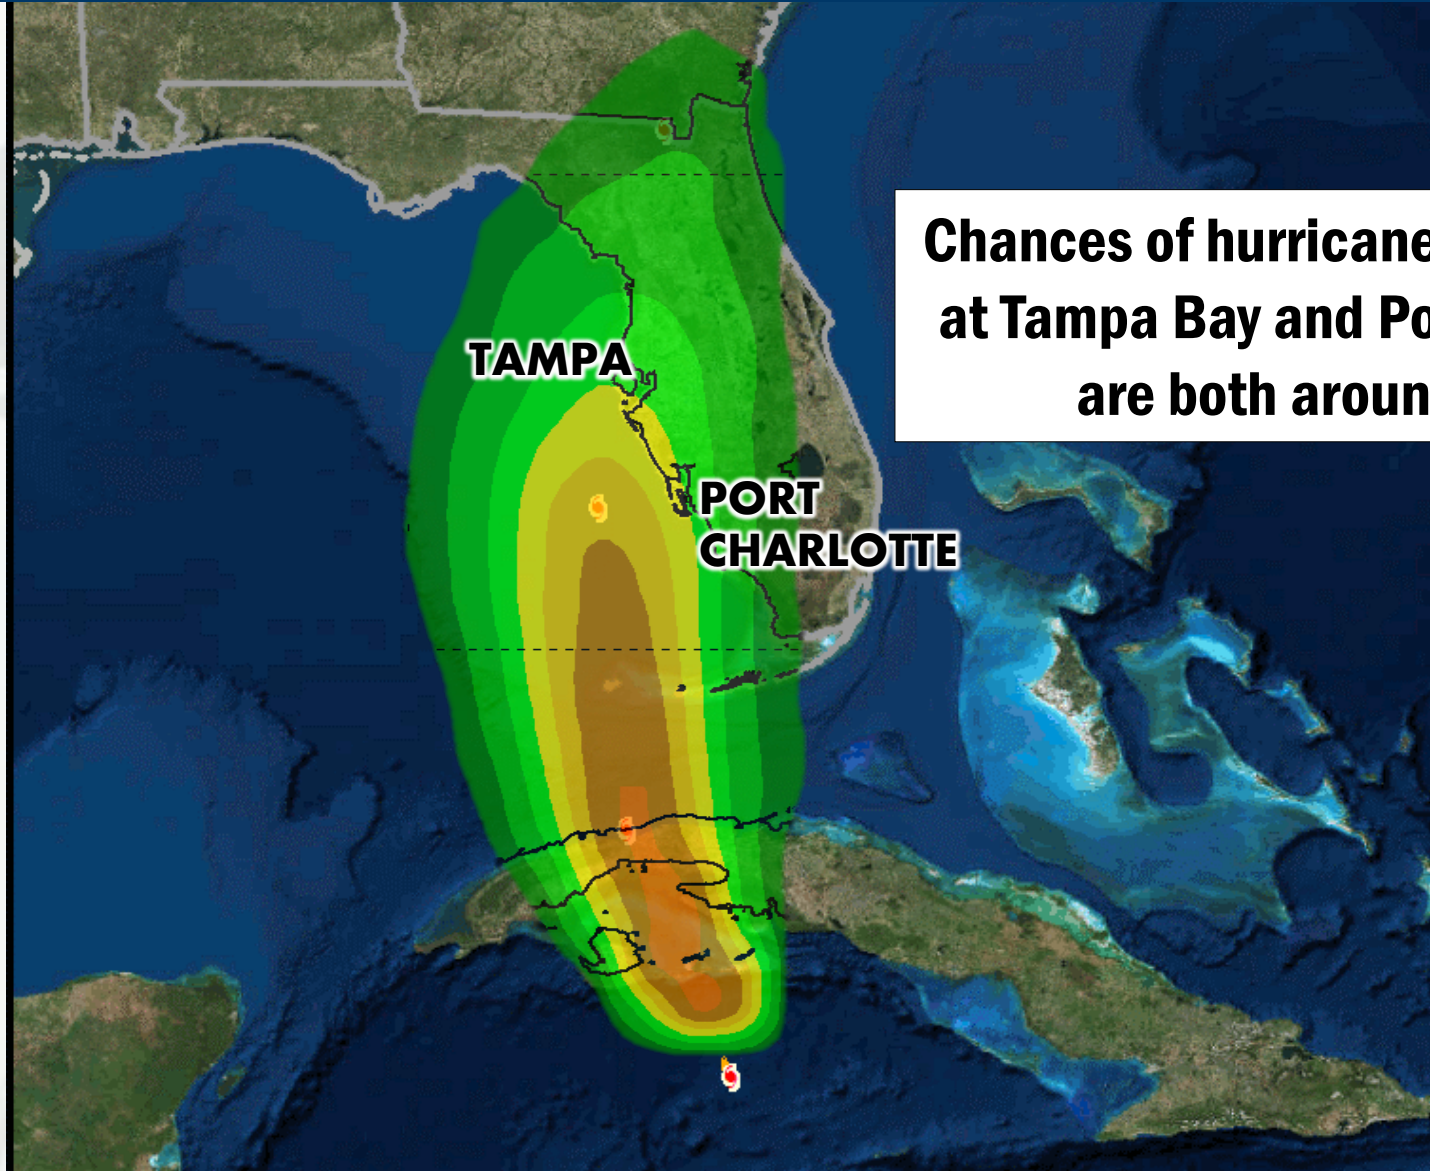 Chances of hurricane
at Tampa Bay and Po
are both aroun
TAMPA
PORT
CHARLOTTE